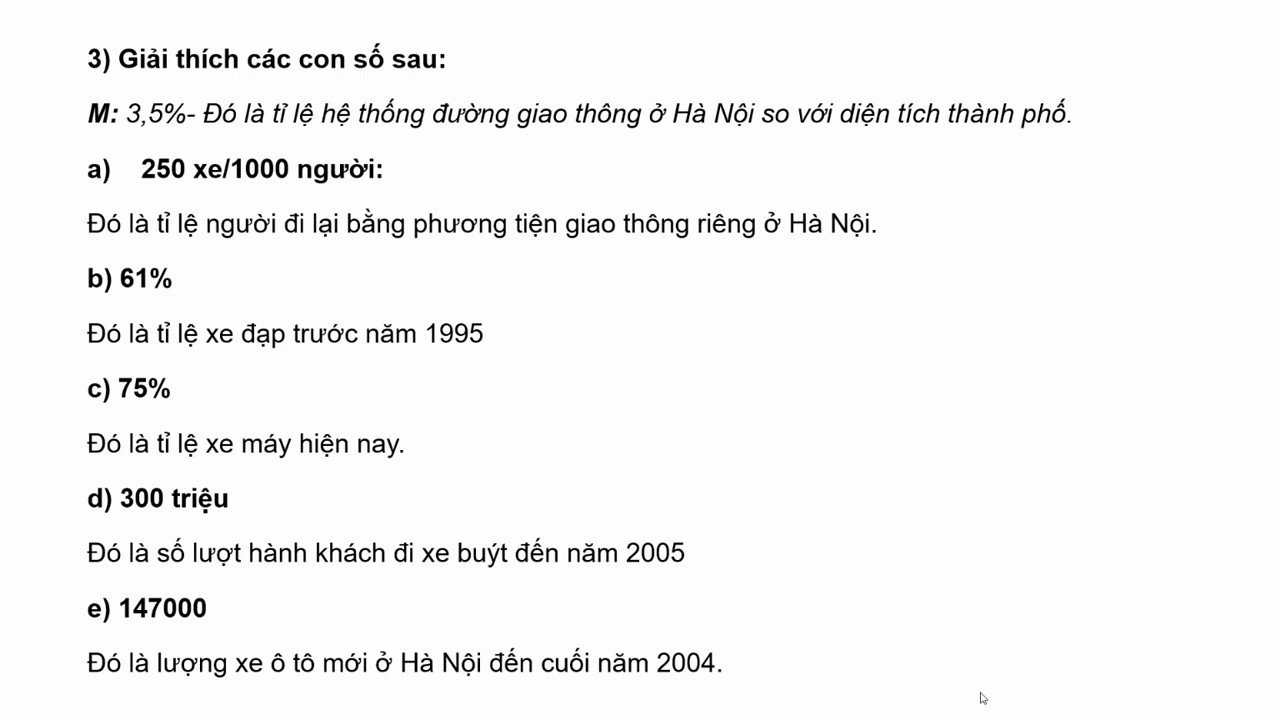 3) Giải thích các con số sau:
M: 3,5%- Đó là tỉ lệ hệ thống đường giao thông ở Hà Nội so với diện tích thành phố.
a) 250 xe/1000 người:
Đó là tỉ lệ người đi lại bằng phương tiện giao thông riêng ở Hà Nội.
b) 61%
Đó là tỉ lệ xe đạp trước năm 1995
c) 75%
Đó là tỉ lệ xe máy hiện nay.
d) 300 triệu
Đó là số lượt hành khách đi xe buýt đến năm 2005
e) 147000
Đó là lượng xe ô tô mới ở Hà Nội đến cuối năm 2004.